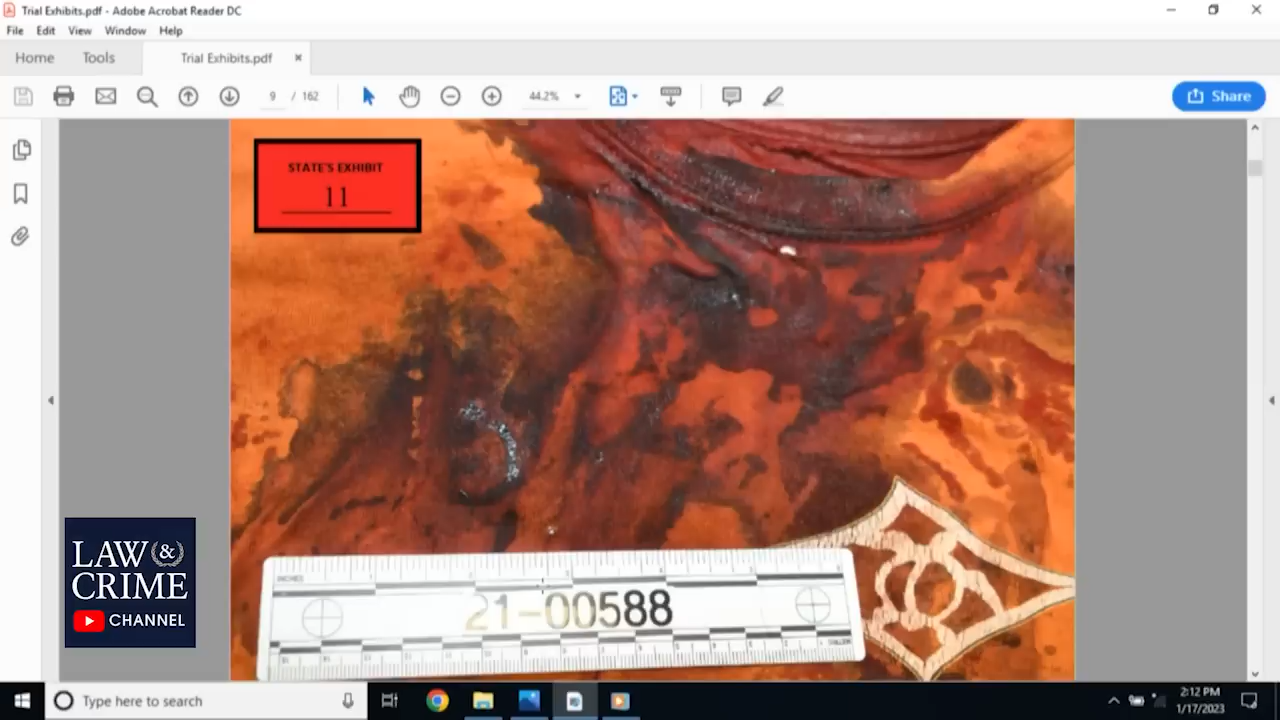 Trial Exhibits.pdf - Adobe Acrobat Reader DC
File Edit View Window Help
Home Tools Trial Exhibits.pdf
9 / 162 44.2% Share
STATE'S EXHIBIT
11
LAW &
CRIME
CHANNEL
INCHES
21-00588
METRIC
Type here to search
2:12 PM
1/17/2023